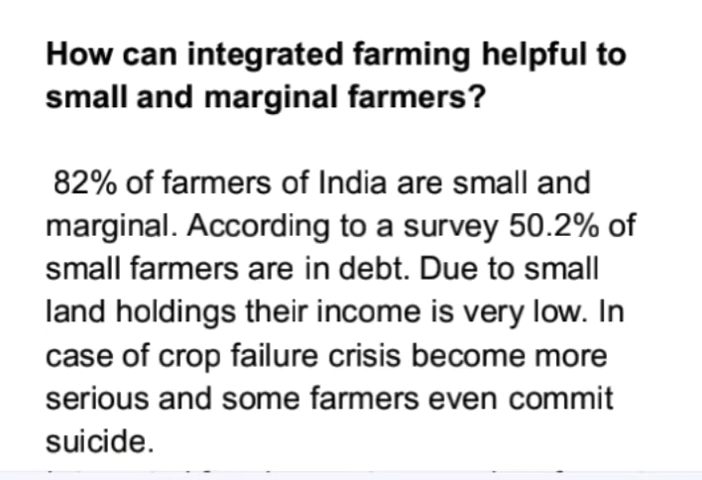 How can integrated farming helpful to
small and marginal farmers?
82% of farmers of India are small and
marginal. According to a survey 50.2% of
small farmers are in debt. Due to small
land holdings their income is very low. In
case of crop failure crisis become more
serious and some farmers even commit
suicide.